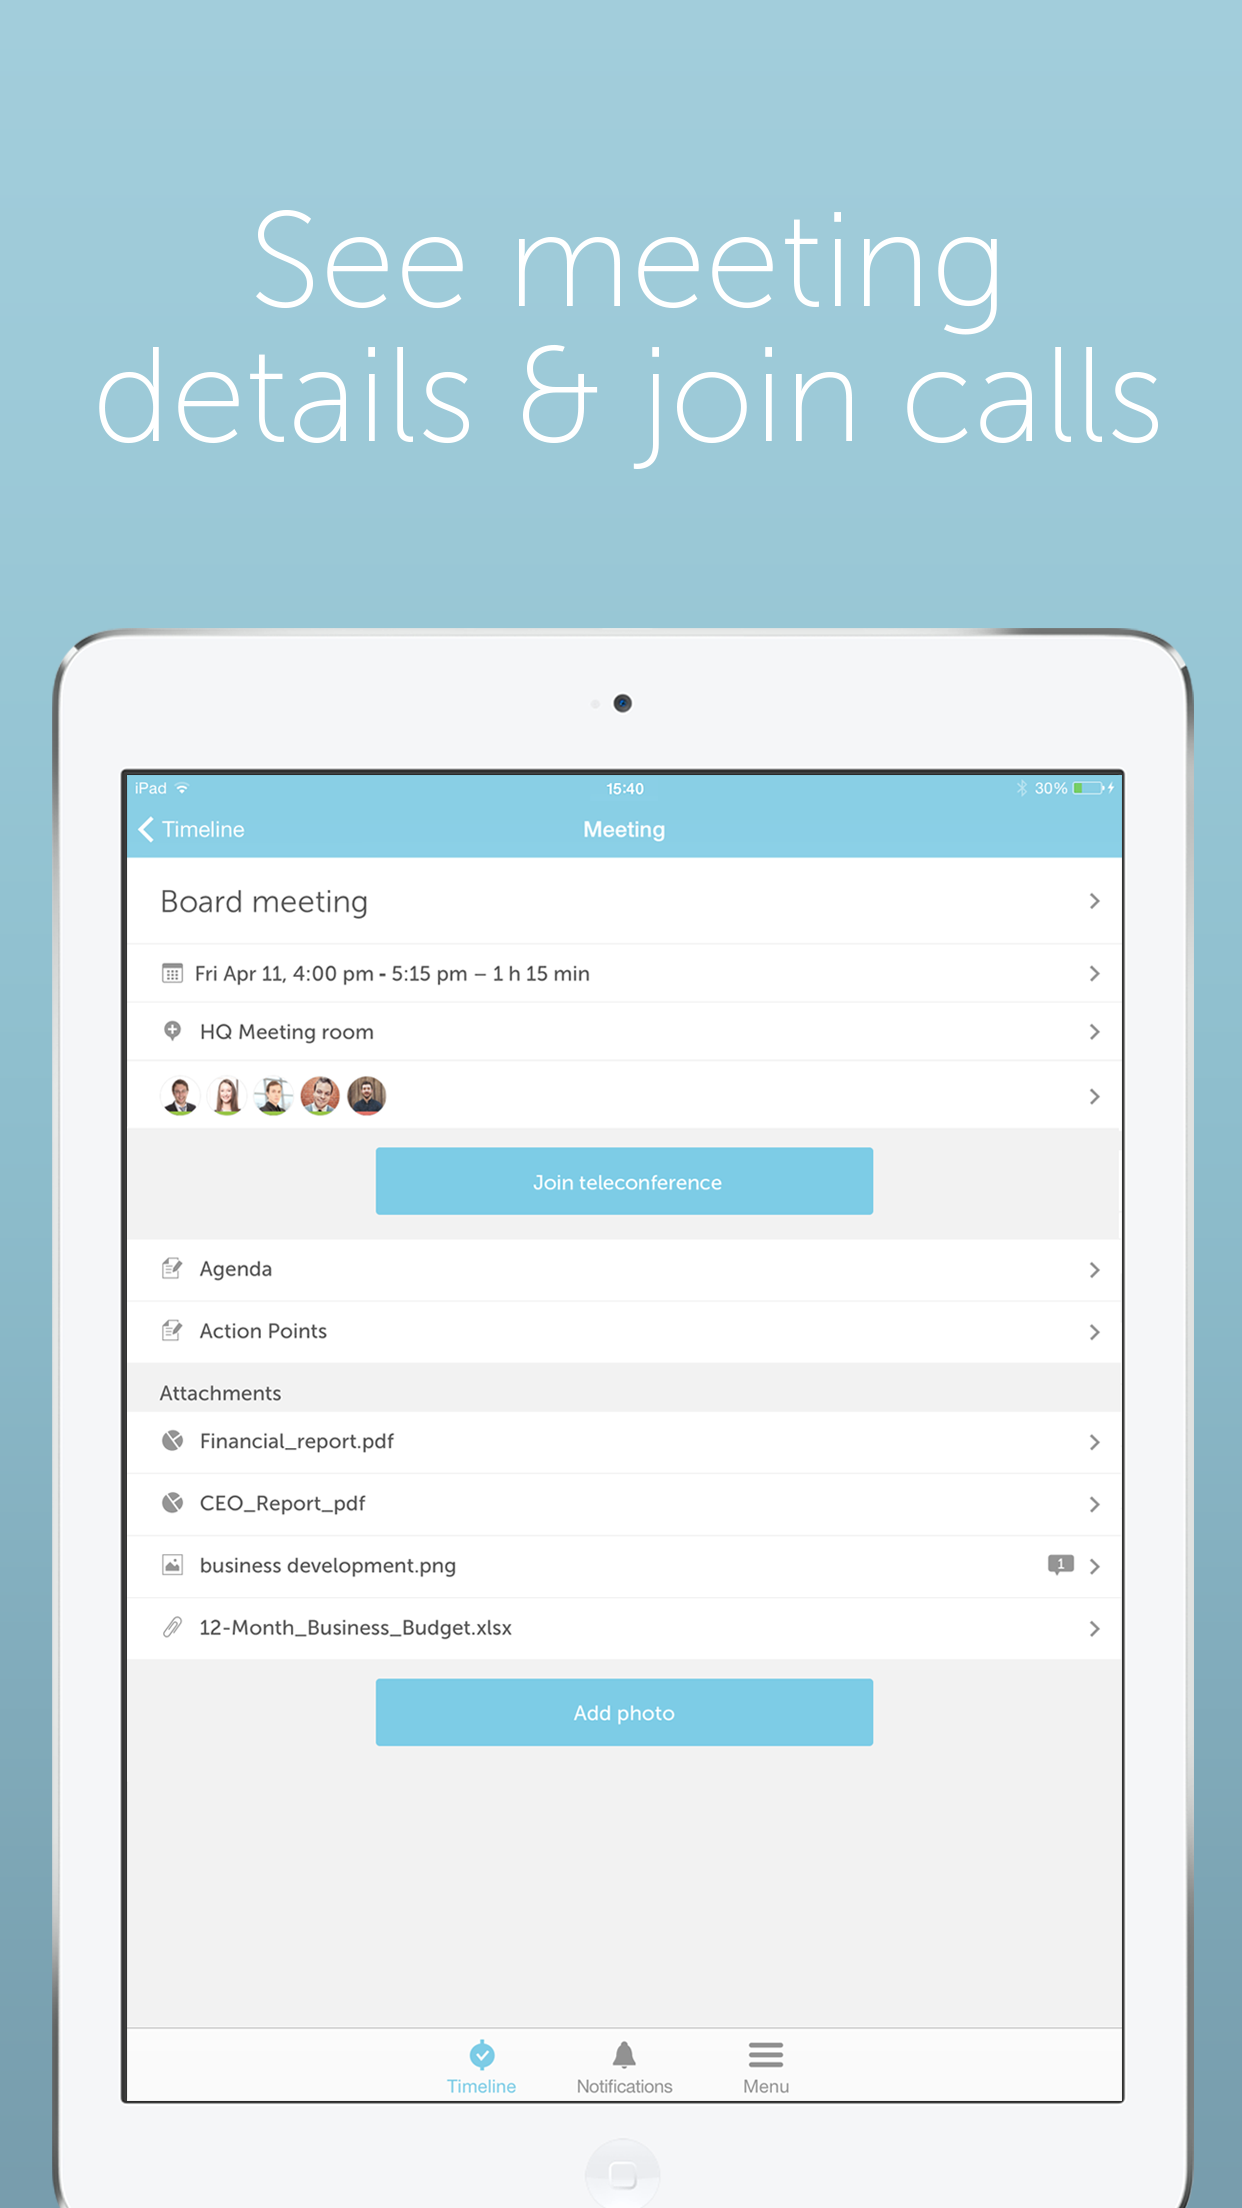 See meeting
details & join calls
iPad 15:40 30%
Timeline Meeting
Board meeting
Fri Apr 11, 4:00 pm - 5:15 pm – 1 h 15 min
HQ Meeting room
Join teleconference
Agenda
Action Points
Attachments
Financial_report.pdf
CEO_Report_pdf
business development.png 1
12-Month_Business_Budget.xlsx
Add photo
Timeline Notifications Menu